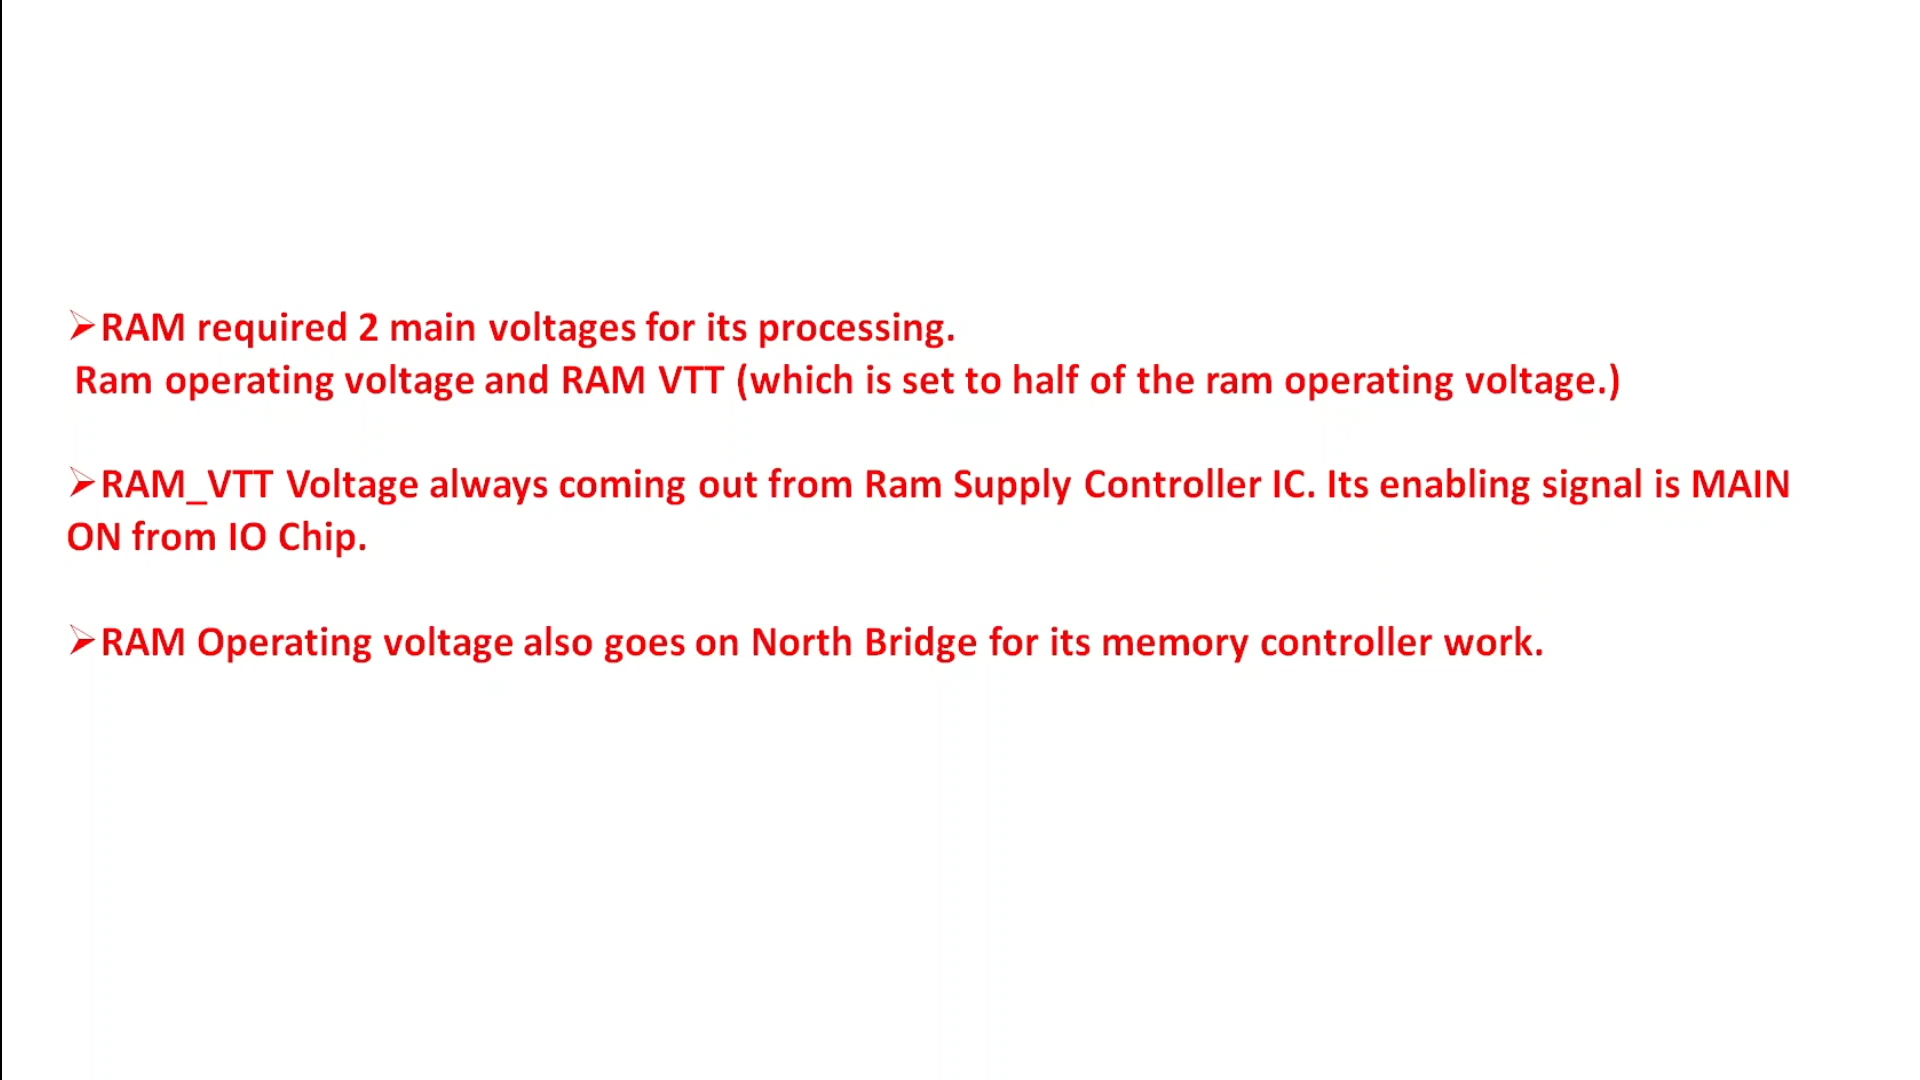 ➢RAM required 2 main voltages for its processing.
Ram operating voltage and RAM VTT (which is set to half of the ram operating voltage.)
➢RAM_VTT Voltage always coming out from Ram Supply Controller IC. Its enabling signal is MAIN
ON from IO Chip.
➢RAM Operating voltage also goes on North Bridge for its memory controller work.